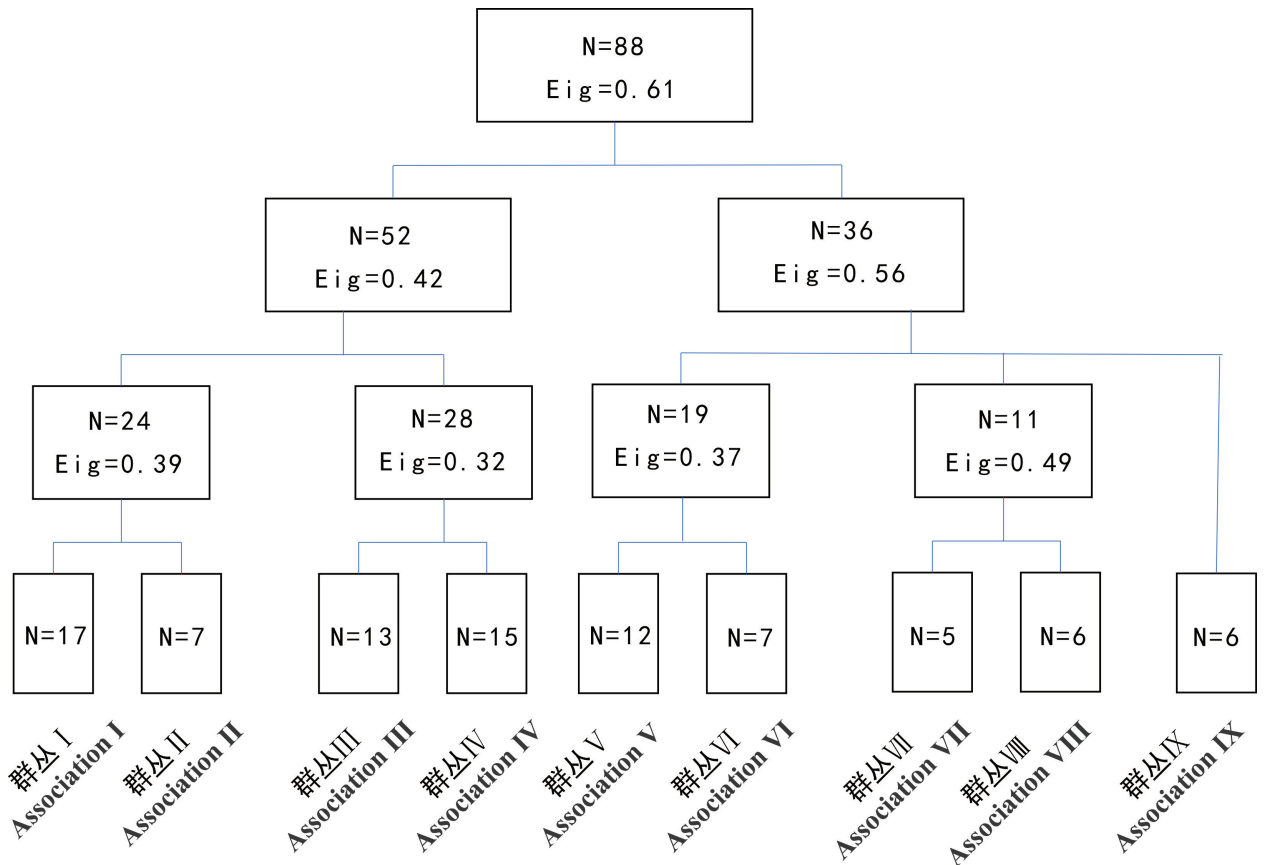 N=88
Eig=0.61
N=52
Eig=0.42
N=36
Eig=0.56
N=24
Eig=0.39
N=28
Eig=0.32
N=19
Eig=0.37
N=11
Eig=0.49
N=17
N=7
N=13
N=15
N=12
N=7
N=5
N=6
N=6
群丛Ⅰ
Association I
群丛Ⅱ
Association II
群丛Ⅲ
Association III
群丛Ⅳ
Association IV
群丛Ⅴ
Association V
群丛Ⅵ
Association VI
群丛Ⅶ
Association VII
群丛Ⅷ
Association VIII
群丛Ⅸ
Association IX